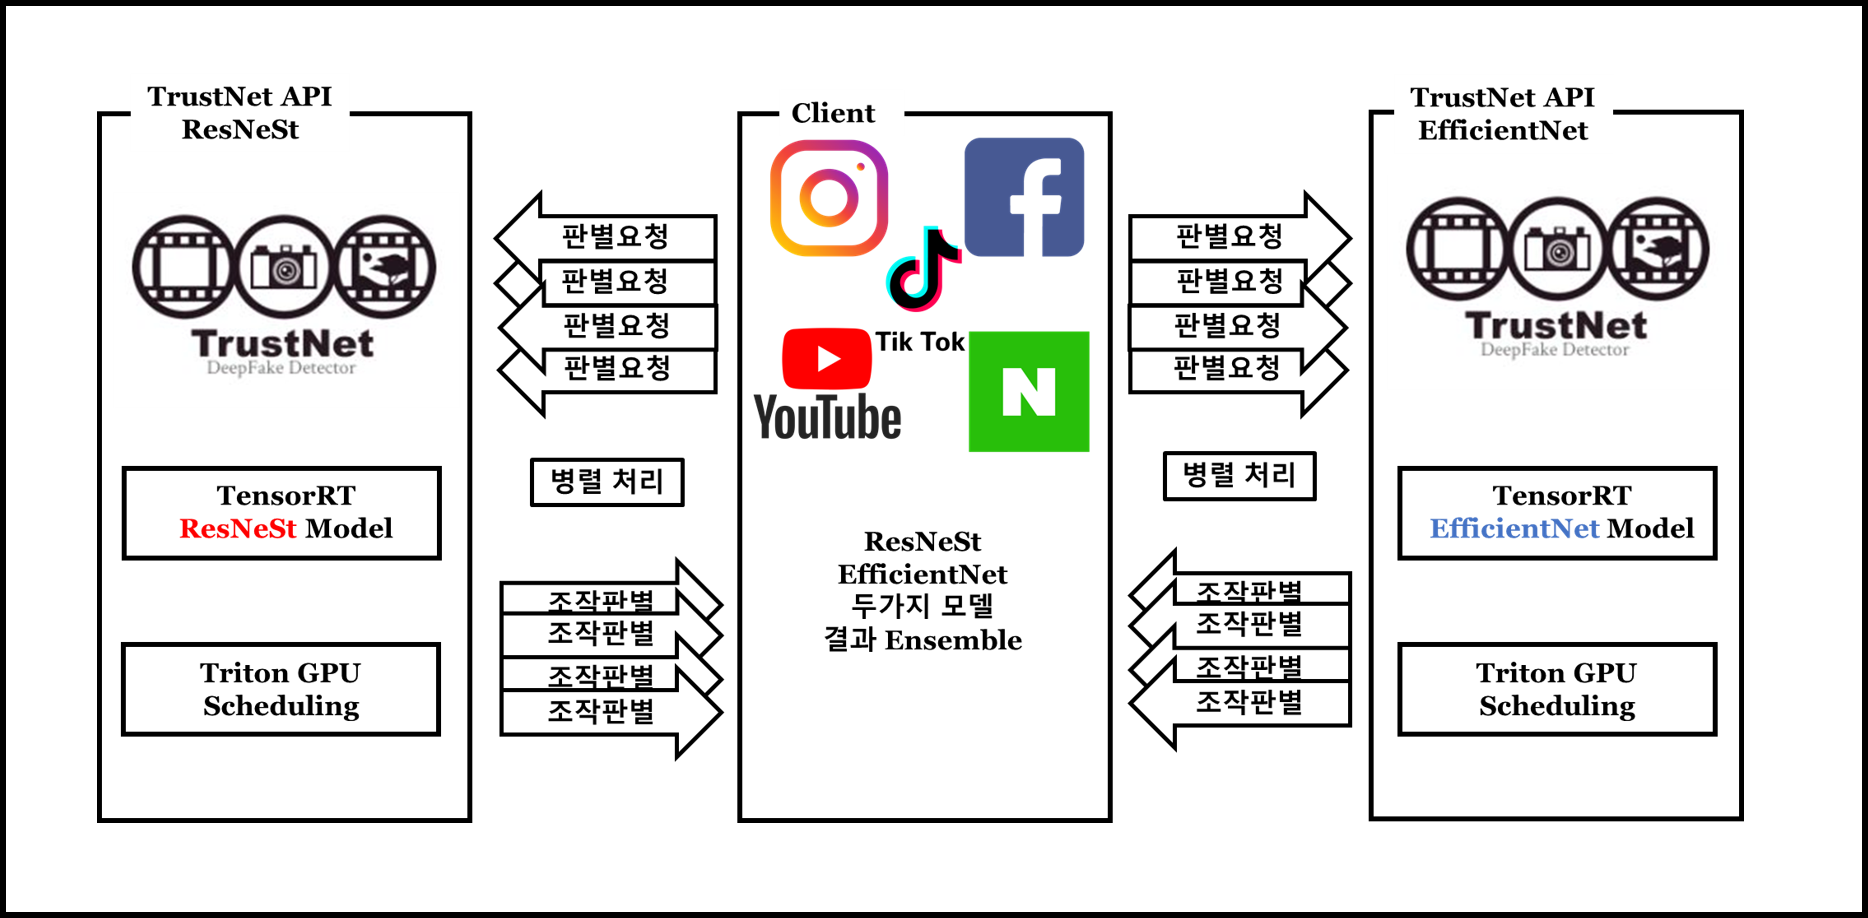 TrustNet API
ResNeSt
TrustNet
DeepFake Detector
TensorRT
ResNeSt Model
Triton GPU
Scheduling
판별요청
판별요청
판별요청
판별요청
병렬 처리
조작판별
조작판별
조작판별
조작판별
Client
Tik Tok
YouTube
N
ResNeSt
EfficientNet
두가지 모델
결과 Ensemble
판별요청
판별요청
판별요청
판별요청
병렬 처리
조작판별
조작판별
조작판별
조작판별
TrustNet API
EfficientNet
TrustNet
DeepFake Detector
TensorRT
EfficientNet Model
Triton GPU
Scheduling